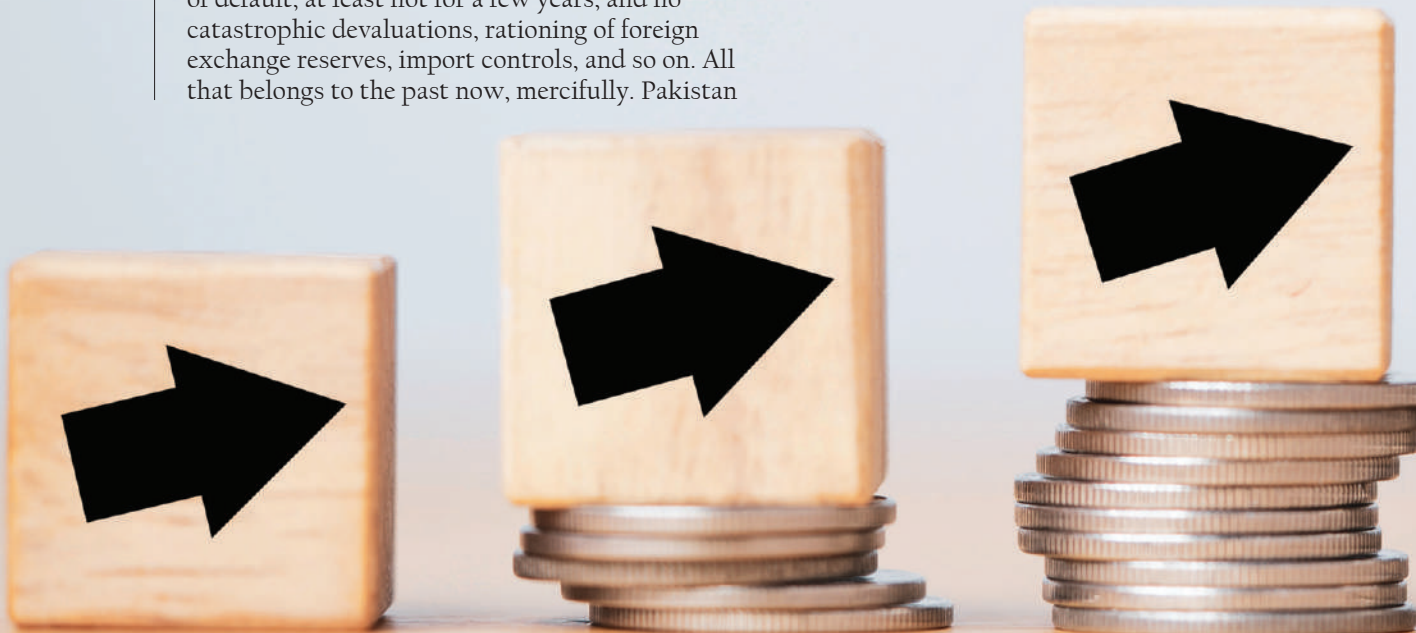 of default, at least not for a few years, and no
catastrophic devaluations, rationing of foreign
exchange reserves, import controls, and so on. All
that belongs to the past now, mercifully. Pakistan